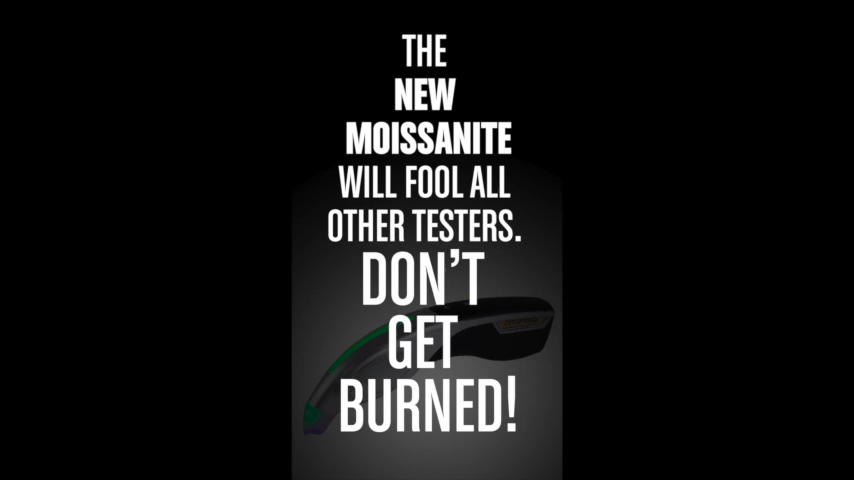 THE
NEW
MOISSANITE
WILL FOOL ALL
OTHER TESTERS.
DON'T
GET
BURNED!